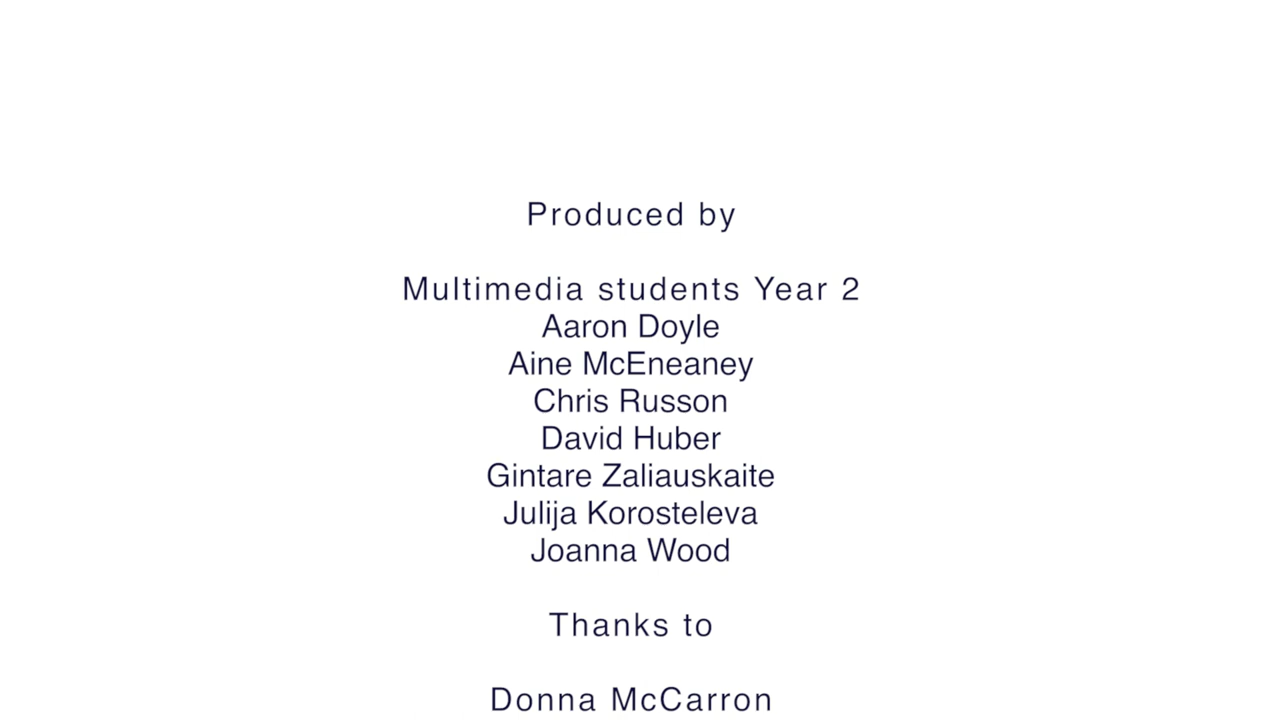 Produced by
Multimedia students Year 2
Aaron Doyle
Aine McEneaney
Chris Russon
David Huber
Gintare Zaliauskaite
Julija Korosteleva
Joanna Wood
Thanks to
Donna McCarron